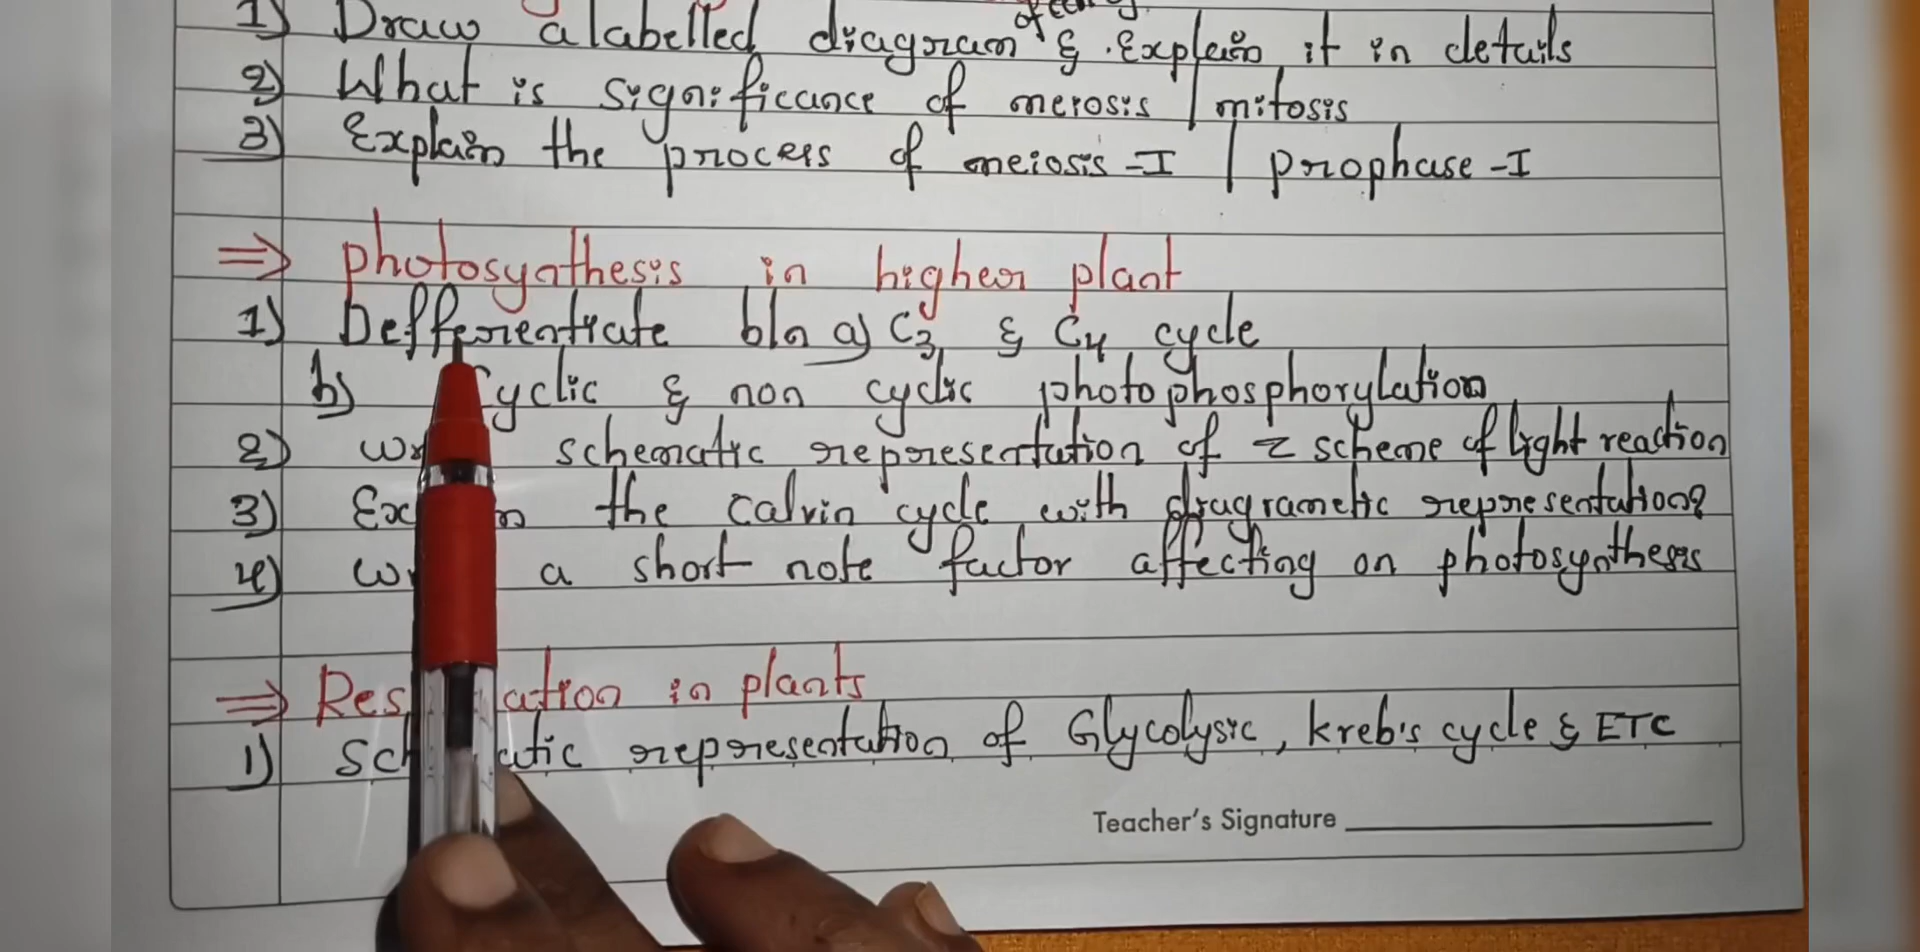 1) Draw a labelled diagram of & Explain it in details
2) What is significance of meiosis / mitosis
3) Explain the process of meiosis - I / prophase - I
⇒ photosynthesis in higher plant
1) Defferentiate b/n a) C3 & C4 cycle
b) Cyclic & non cyclic photophosphorylation
2) schematic representation of Z scheme of light reaction
3) the calvin cycle with diagrametic representation?
4) a short note factor affecting on photosynthesis
⇒ in plants
1) representation of Glycolysic, kreb's cycle & ETC
Teacher's Signature